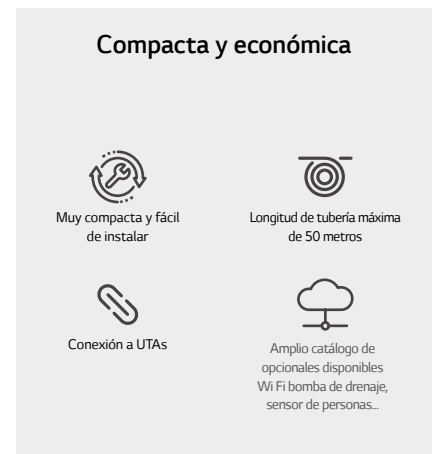 Compacta y económica
Muy compacta y fácil
de instalar
Longitud de tubería máxima
de 50 metros
Conexión a UTAs
Amplio catálogo de
opcionales disponibles
Wi Fi bomba de drenaje,
sensor de personas...